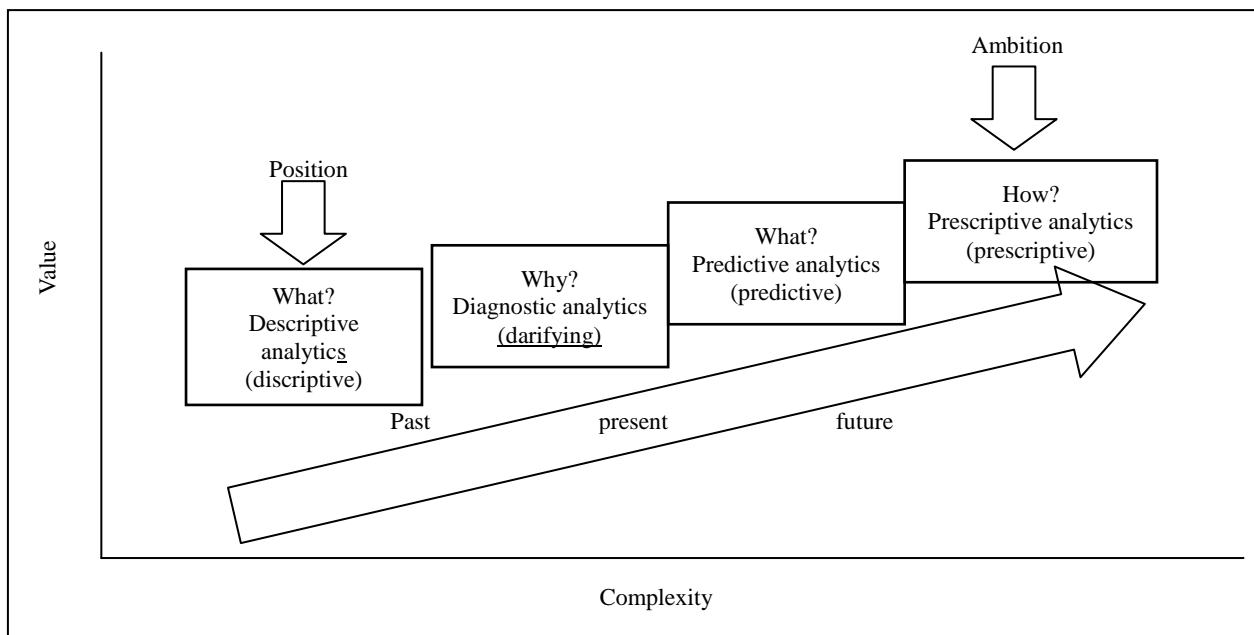 Ambition
Position
How?
Prescriptive analytics
(prescriptive)
What?
Predictive analytics
(predictive)
Why?
Diagnostic analytics
(darifying)
What?
Descriptive
analytics
(discriptive)
Value
Past
present
future
Complexity